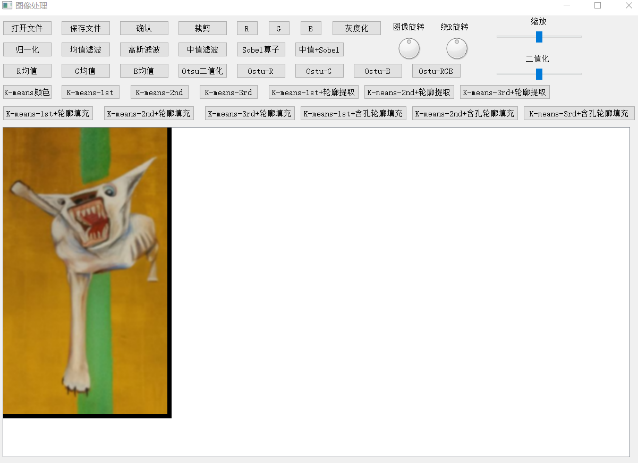 图像处理
打开文件 保存文件 确认 裁剪 R G B 灰度化 图像旋转 绕线旋转 缩放
归一化 均值滤波 高斯滤波 中值滤波 Sobel算子 中值+Sobel 二值化
R均值 G均值 B均值 Otsu二值化 Ostu-R Ostu-G Ostu-B Ostu-RGB
K-means颜色 K-means-1st K-means-2nd K-means-3rd K-means-1st+轮廓提取 K-means-2nd+轮廓提取 K-means-3rd+轮廓提取
K-means-1st+轮廓填充 K-means-2nd+轮廓填充 K-means-3rd+轮廓填充 K-means-1st+含孔轮廓填充 K-means-2nd+含孔轮廓填充 K-means-3rd+含孔轮廓填充